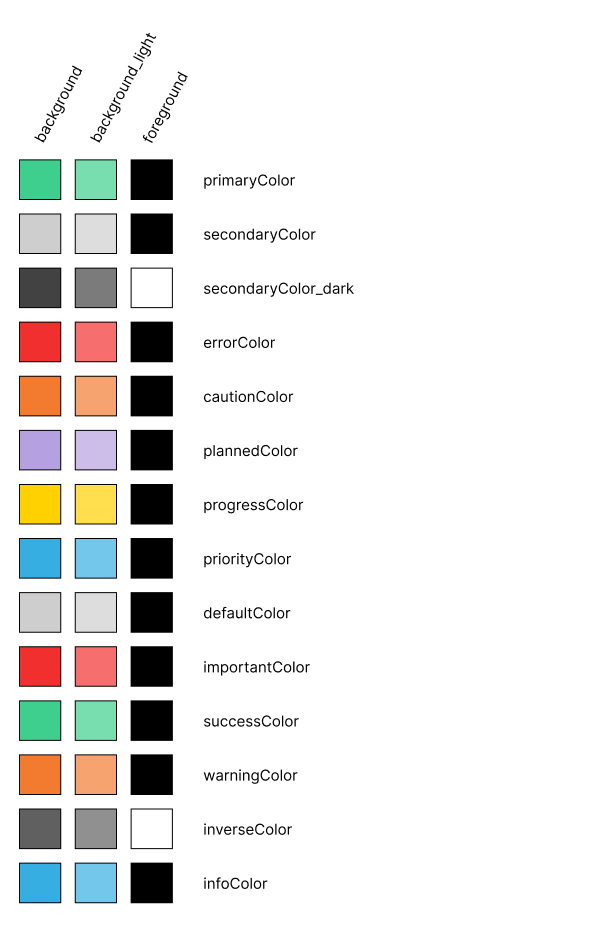 background
background_light
foreground
primaryColor
secondaryColor
secondaryColor_dark
errorColor
cautionColor
plannedColor
progressColor
priorityColor
defaultColor
importantColor
successColor
warningColor
inverseColor
infoColor